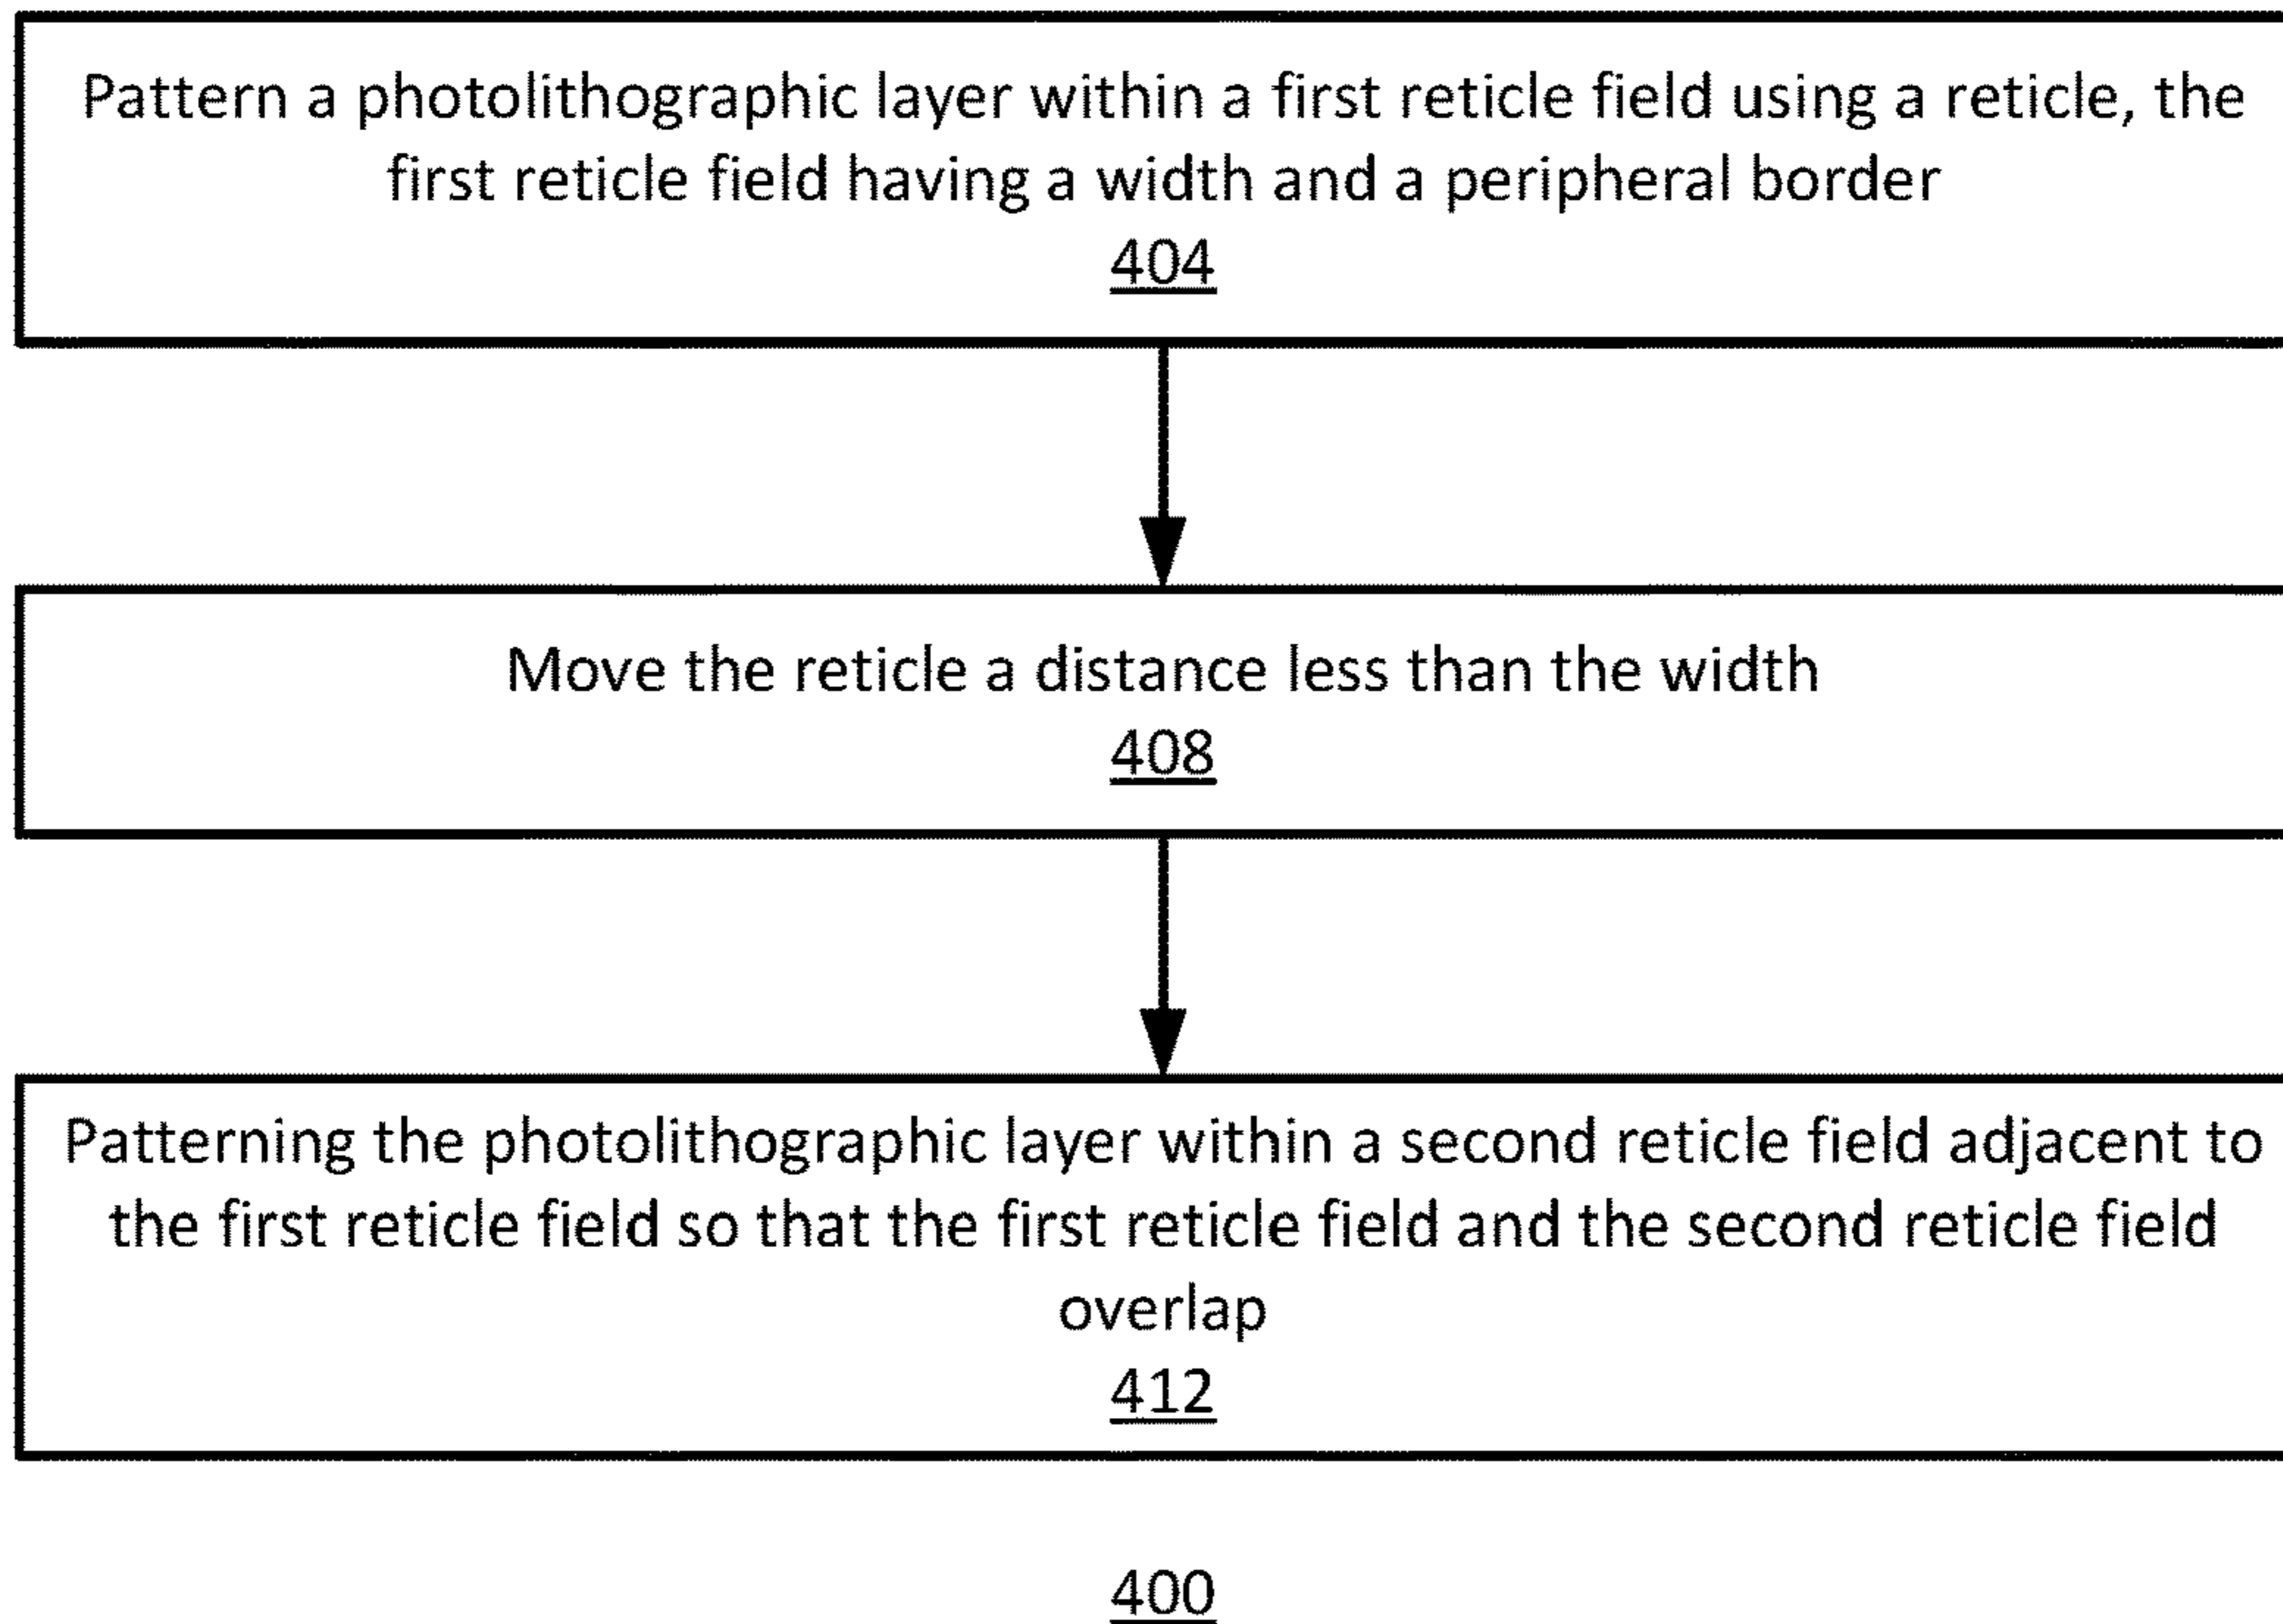 Pattern a photolithographic layer within a first reticle field using a reticle, the
first reticle field having a width and a peripheral border
404
Move the reticle a distance less than the width
408
Patterning the photolithographic layer within a second reticle field adjacent to
the first reticle field so that the first reticle field and the second reticle field
overlap
412
400